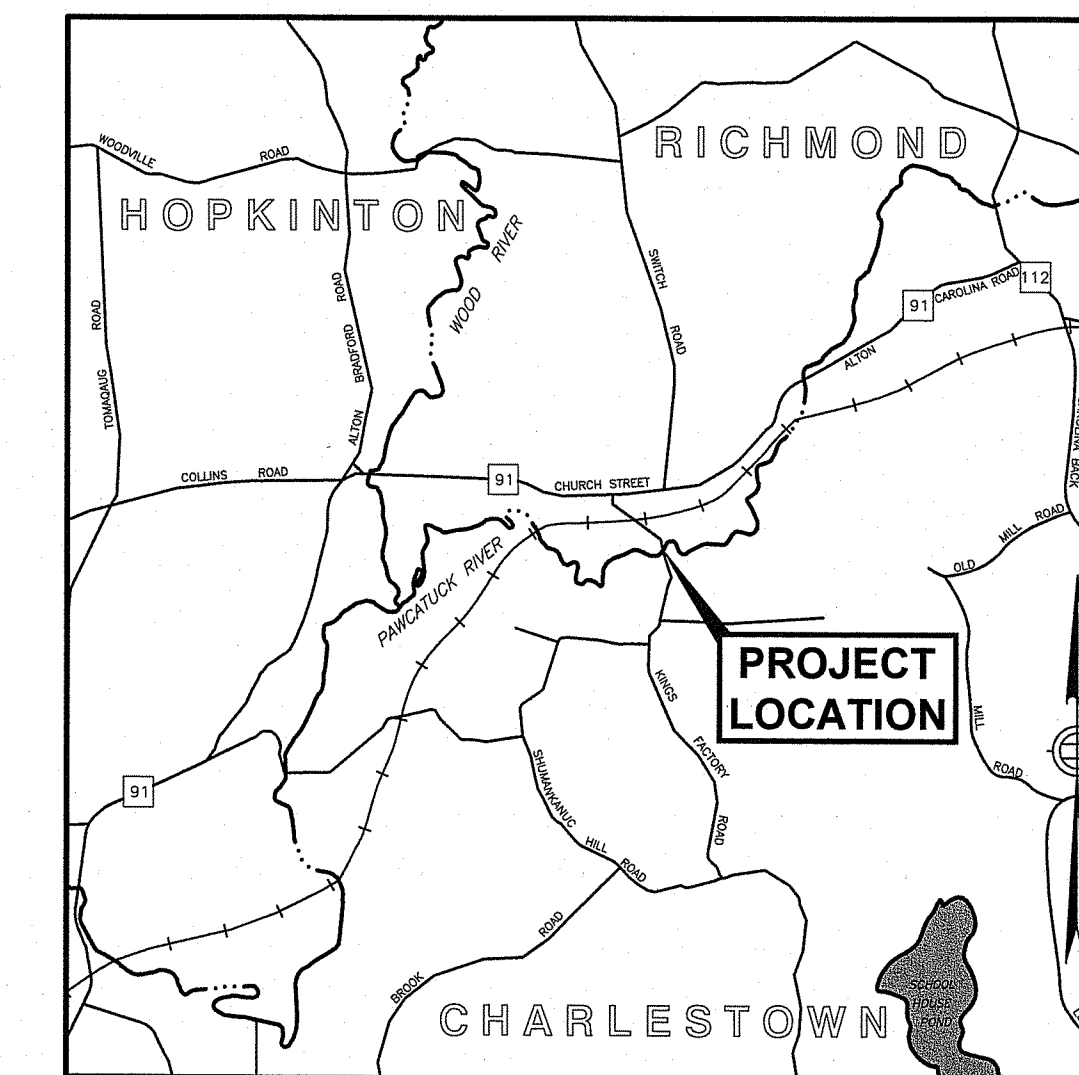 RICHMOND
WOODVILLE ROAD
HOPKINTON
WOOD RIVER
SWITCH ROAD
ROAD
TOMAQAUG
ROAD
BRADFORD
ALTON
91
ALTON
CAROLINA ROAD
112
COLLINS ROAD
91
CHURCH STREET
PAWCATUCK RIVER
OLD MILL ROAD
BACK
PROJECT
LOCATION
KINGS FACTORY ROAD
MILL ROAD
91
SHUMANKANUC HILL ROAD
BROOK ROAD
CHARLESTOWN
SCHOOL
HOUSE
POND